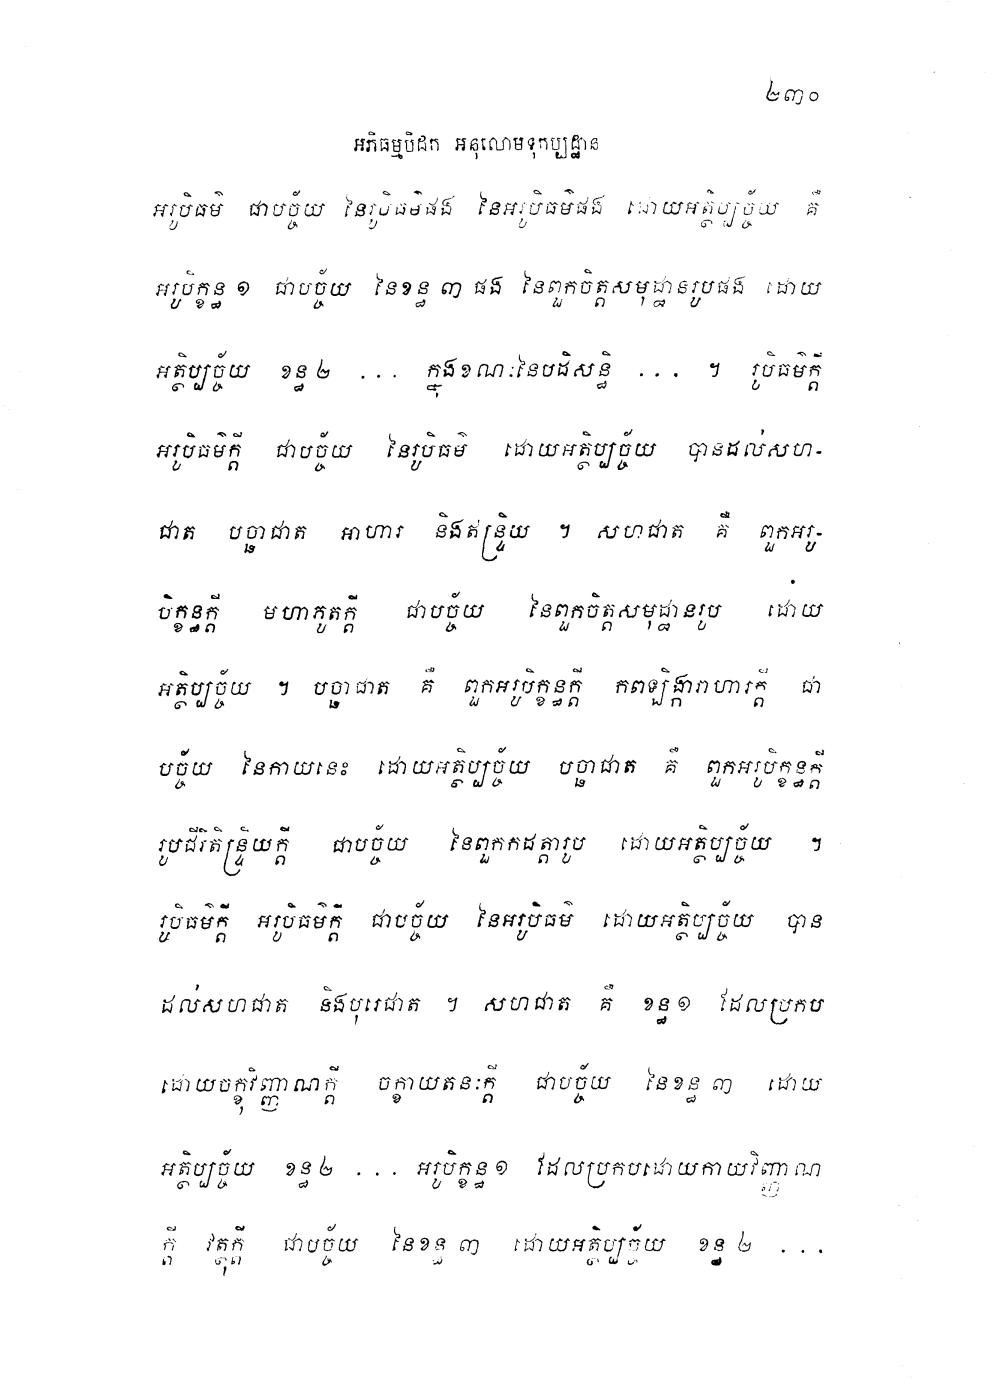 ២៣០
អភិធម្មបិដក អនុលោមទុកប្បដ្ឋាន
អរូបិធម៌ ជាបច្ច័យ នៃរូបិធម៌ផង នៃអរូបិធម៌ផង ដោយអត្ថិប្បច្ច័យ គឺ
អរូបិក្ខន្ធ ១ ជាបច្ច័យ នៃខន្ធ ៣ ផង នៃពួកចិត្តសមុដ្ឋានរូបផង ដោយ
អត្ថិប្បច្ច័យ ខន្ធ ២ ... ក្នុងខណៈនៃបដិសន្ធិ ... ។ រូបិធម៌ក្តី
អរូបិធម៌ក្តី ជាបច្ច័យ នៃរូបិធម៌ ដោយអត្ថិប្បច្ច័យ បានដល់សហ-
ជាត បច្ឆាជាត អាហារ និងឥន្ទ្រិយ ។ សហជាត គឺ ពួកអរូ-
បិក្ខន្ធក្តី មហាភូតក្តី ជាបច្ច័យ នៃពួកចិត្តសមុដ្ឋានរូប ដោយ
អត្ថិប្បច្ច័យ ។ បច្ឆាជាត គឺ ពួកអរូបិក្ខន្ធក្តី កពឡិង្ការាហារក្តី ជា
បច្ច័យ នៃកាយនេះ ដោយអត្ថិប្បច្ច័យ បច្ឆាជាត គឺ ពួកអរូបិក្ខន្ធក្តី
រូបជីវិតិន្ទ្រិយក្តី ជាបច្ច័យ នៃពួកកដត្តារូប ដោយអត្ថិប្បច្ច័យ ។
រូបិធម៌ក្តី អរូបិធម៌ក្តី ជាបច្ច័យ នៃអរូបិធម៌ ដោយអត្ថិប្បច្ច័យ បាន
ដល់សហជាត និងបុរេជាត ។ សហជាត គឺ ខន្ធ ១ ដែលប្រកប
ដោយចក្ខុវិញ្ញាណក្តី ចក្ខាយតនៈក្តី ជាបច្ច័យ នៃខន្ធ ៣ ដោយ
អត្ថិប្បច្ច័យ ខន្ធ ២ ... អរូបិក្ខន្ធ ១ ដែលប្រកបដោយកាយវិញ្ញាណ
ក្តី វត្ថុក្តី ជាបច្ច័យ នៃខន្ធ ៣ ដោយអត្ថិប្បច្ច័យ ខន្ធ ២ ...